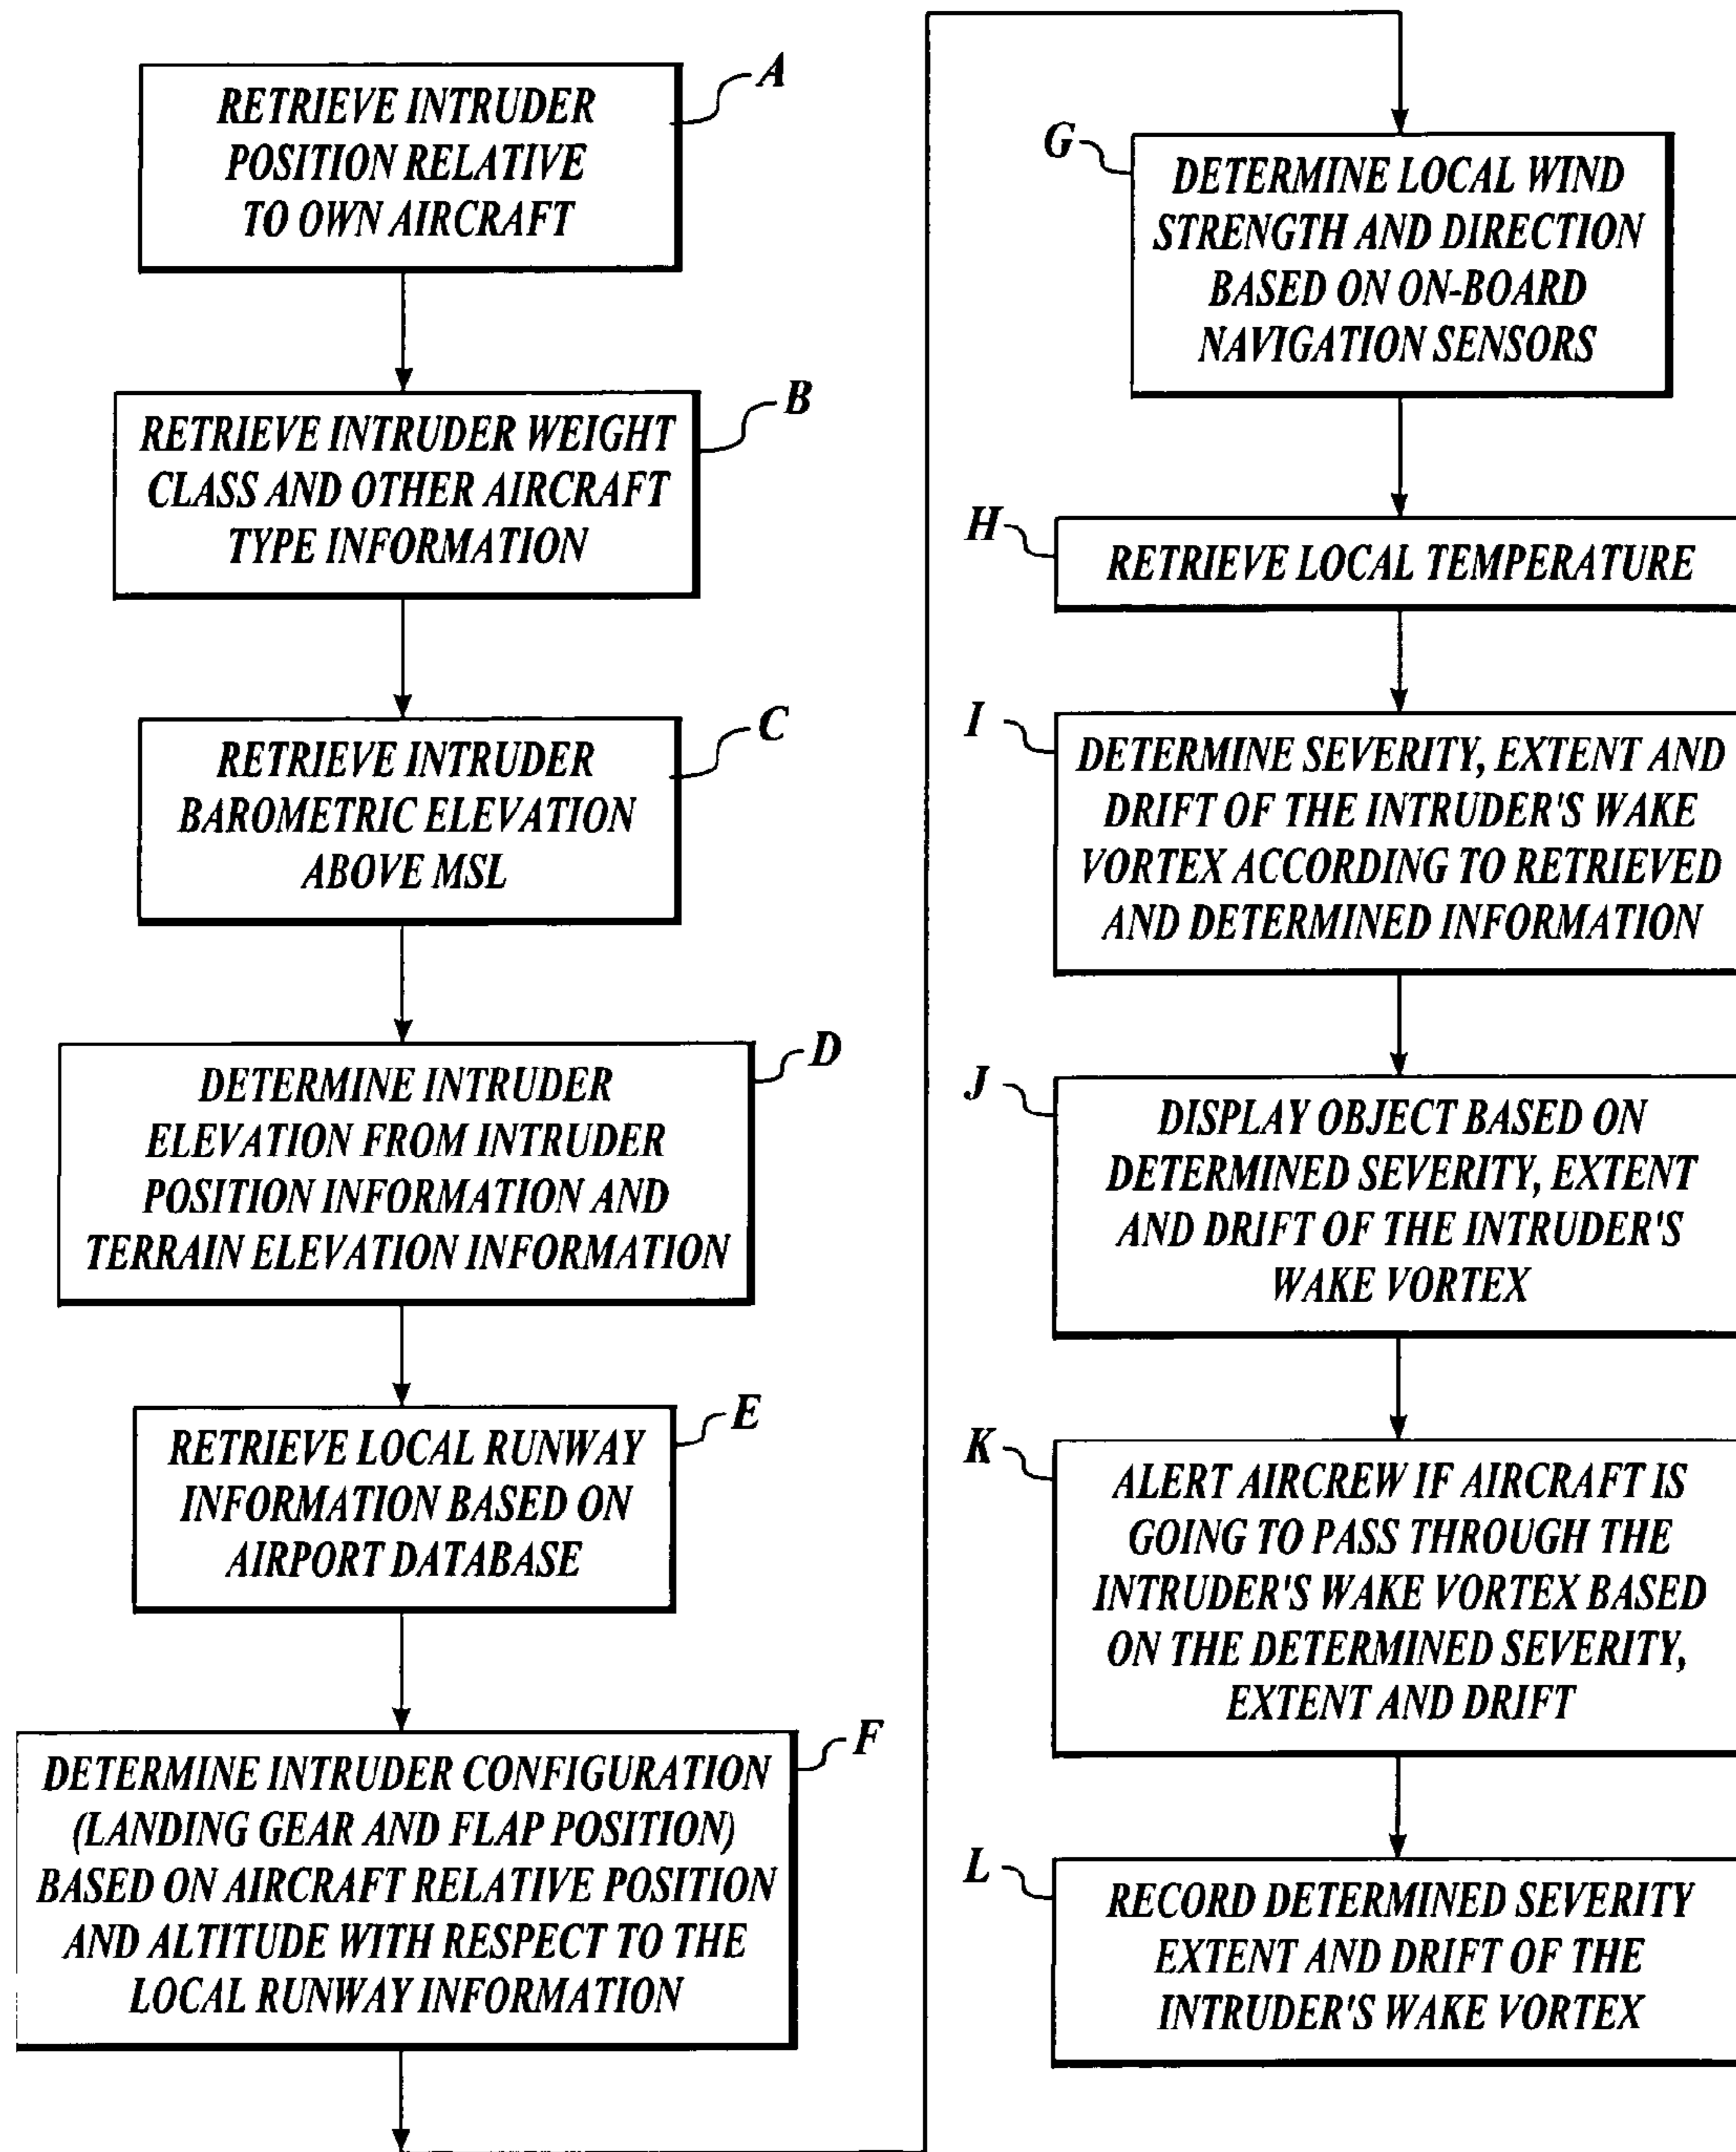 A
RETRIEVE INTRUDER
POSITION RELATIVE
TO OWN AIRCRAFT
B
RETRIEVE INTRUDER WEIGHT
CLASS AND OTHER AIRCRAFT
TYPE INFORMATION
C
RETRIEVE INTRUDER
BAROMETRIC ELEVATION
ABOVE MSL
D
DETERMINE INTRUDER
ELEVATION FROM INTRUDER
POSITION INFORMATION AND
TERRAIN ELEVATION INFORMATION
E
RETRIEVE LOCAL RUNWAY
INFORMATION BASED ON
AIRPORT DATABASE
F
DETERMINE INTRUDER CONFIGURATION
(LANDING GEAR AND FLAP POSITION)
BASED ON AIRCRAFT RELATIVE POSITION
AND ALTITUDE WITH RESPECT TO THE
LOCAL RUNWAY INFORMATION
G
DETERMINE LOCAL WIND
STRENGTH AND DIRECTION
BASED ON ON-BOARD
NAVIGATION SENSORS
H
RETRIEVE LOCAL TEMPERATURE
I
DETERMINE SEVERITY, EXTENT AND
DRIFT OF THE INTRUDER'S WAKE
VORTEX ACCORDING TO RETRIEVED
AND DETERMINED INFORMATION
J
DISPLAY OBJECT BASED ON
DETERMINED SEVERITY, EXTENT
AND DRIFT OF THE INTRUDER'S
WAKE VORTEX
K
ALERT AIRCREW IF AIRCRAFT IS
GOING TO PASS THROUGH THE
INTRUDER'S WAKE VORTEX BASED
ON THE DETERMINED SEVERITY,
EXTENT AND DRIFT
L
RECORD DETERMINED SEVERITY
EXTENT AND DRIFT OF THE
INTRUDER'S WAKE VORTEX